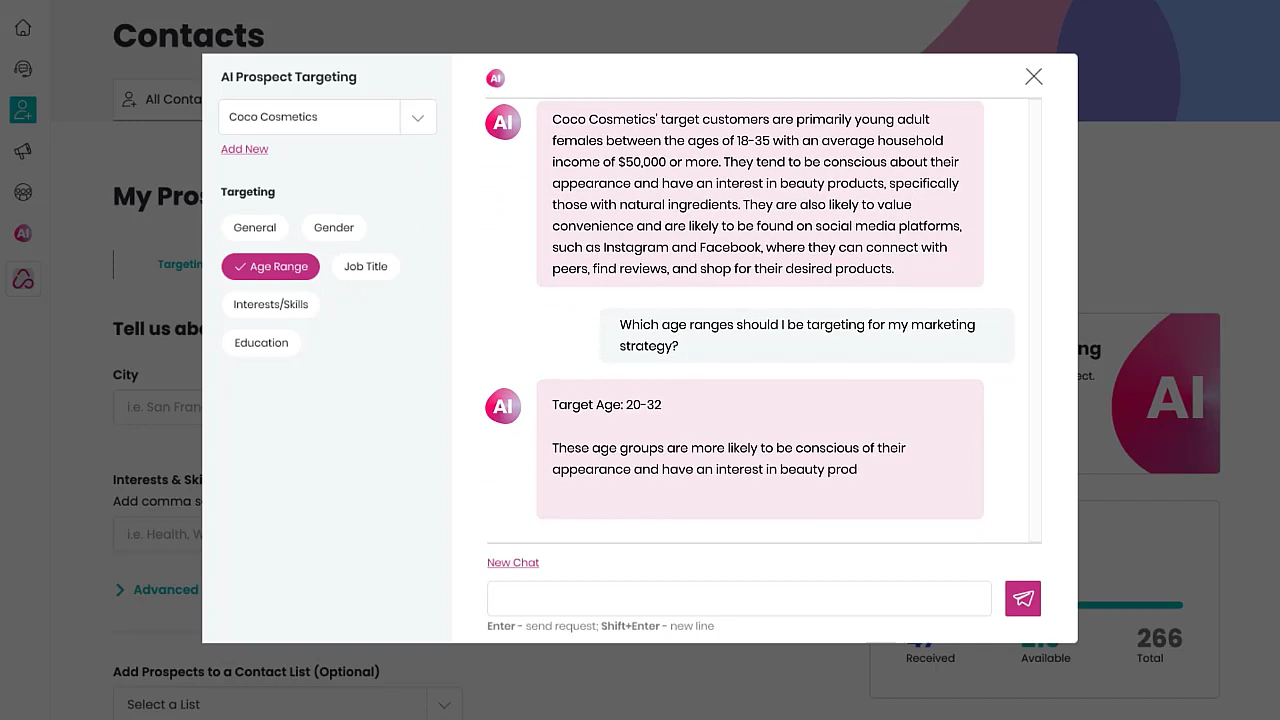 Contacts
All Conta
My Pros
Targetin
Tell us abo
City
i.e. San Fran
Interests & Ski
Add comma s
i.e. Health, W
Advanced
Add Prospects to a Contact List (Optional)
Select a List
AI Prospect Targeting
Coco Cosmetics
Add New
Targeting
General
Gender
Age Range
Job Title
Interests/Skills
Education
AI
AI
Coco Cosmetics' target customers are primarily young adult
females between the ages of 18-35 with an average household
income of $50,000 or more. They tend to be conscious about their
appearance and have an interest in beauty products, specifically
those with natural ingredients. They are also likely to value
convenience and are likely to be found on social media platforms,
such as Instagram and Facebook, where they can connect with
peers, find reviews, and shop for their desired products.
Which age ranges should I be targeting for my marketing
strategy?
AI
Target Age: 20-32
These age groups are more likely to be conscious of their
appearance and have an interest in beauty prod
New Chat
Enter - send request; Shift+Enter - new line
AI
ng
ct.
AI
266
Received
Available
Total